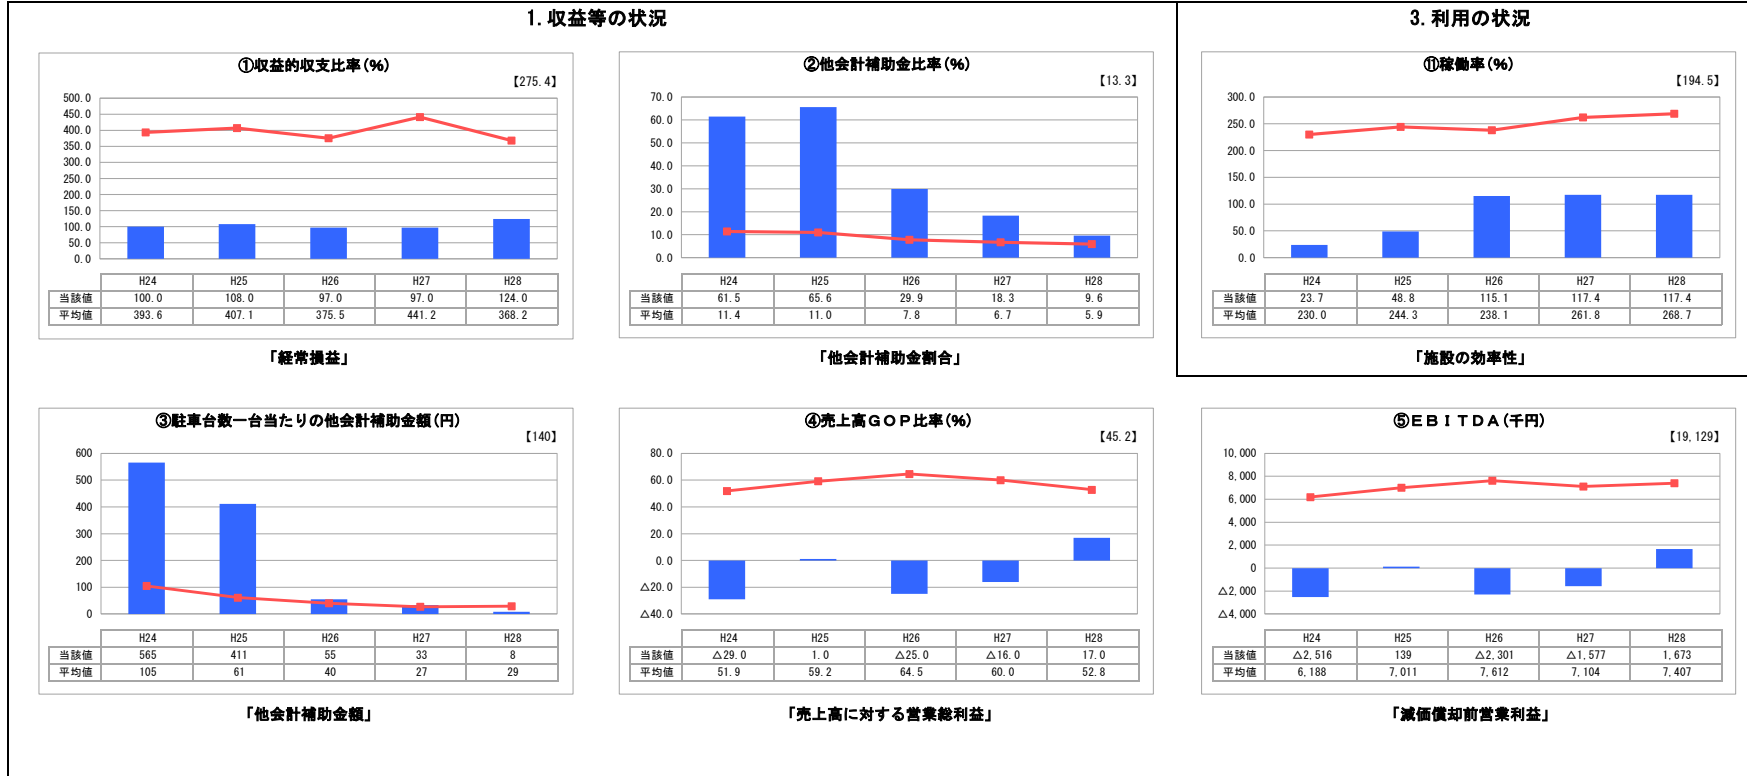 1. 収益等の状況
3. 利用の状況
①収益的収支比率(%)
【275.4】
500.0
450.0
400.0
350.0
300.0
250.0
200.0
150.0
100.0
50.0
0.0
H24 H25 H26 H27 H28
当該値 100.0 108.0 97.0 97.0 124.0
平均値 393.6 407.1 375.5 441.2 368.2
「経常損益」
②他会計補助金比率(%)
【13.3】
70.0
60.0
50.0
40.0
30.0
20.0
10.0
0.0
H24 H25 H26 H27 H28
当該値 61.5 65.6 29.9 18.3 9.6
平均値 11.4 11.0 7.8 6.7 5.9
「他会計補助金割合」
⑪稼働率(%)
【194.5】
300.0
250.0
200.0
150.0
100.0
50.0
0.0
H24 H25 H26 H27 H28
当該値 23.7 48.8 115.1 117.4 117.4
平均値 230.0 244.3 238.1 261.8 268.7
「施設の効率性」
③駐車台数一台当たりの他会計補助金額(円)
【140】
600
500
400
300
200
100
0
H24 H25 H26 H27 H28
当該値 565 411 55 33 8
平均値 105 61 40 27 29
「他会計補助金額」
④売上高GOP比率(%)
【45.2】
80.0
60.0
40.0
20.0
0.0
△20.0
△40.0
H24 H25 H26 H27 H28
当該値 △29.0 1.0 △25.0 △16.0 17.0
平均値 51.9 59.2 64.5 60.0 52.8
「売上高に対する営業総利益」
⑤EBITDA(千円)
【19,129】
10,000
8,000
6,000
4,000
2,000
0
△2,000
△4,000
H24 H25 H26 H27 H28
当該値 △2,516 139 △2,301 △1,577 1,673
平均値 6,188 7,011 7,612 7,104 7,407
「減価償却前営業利益」